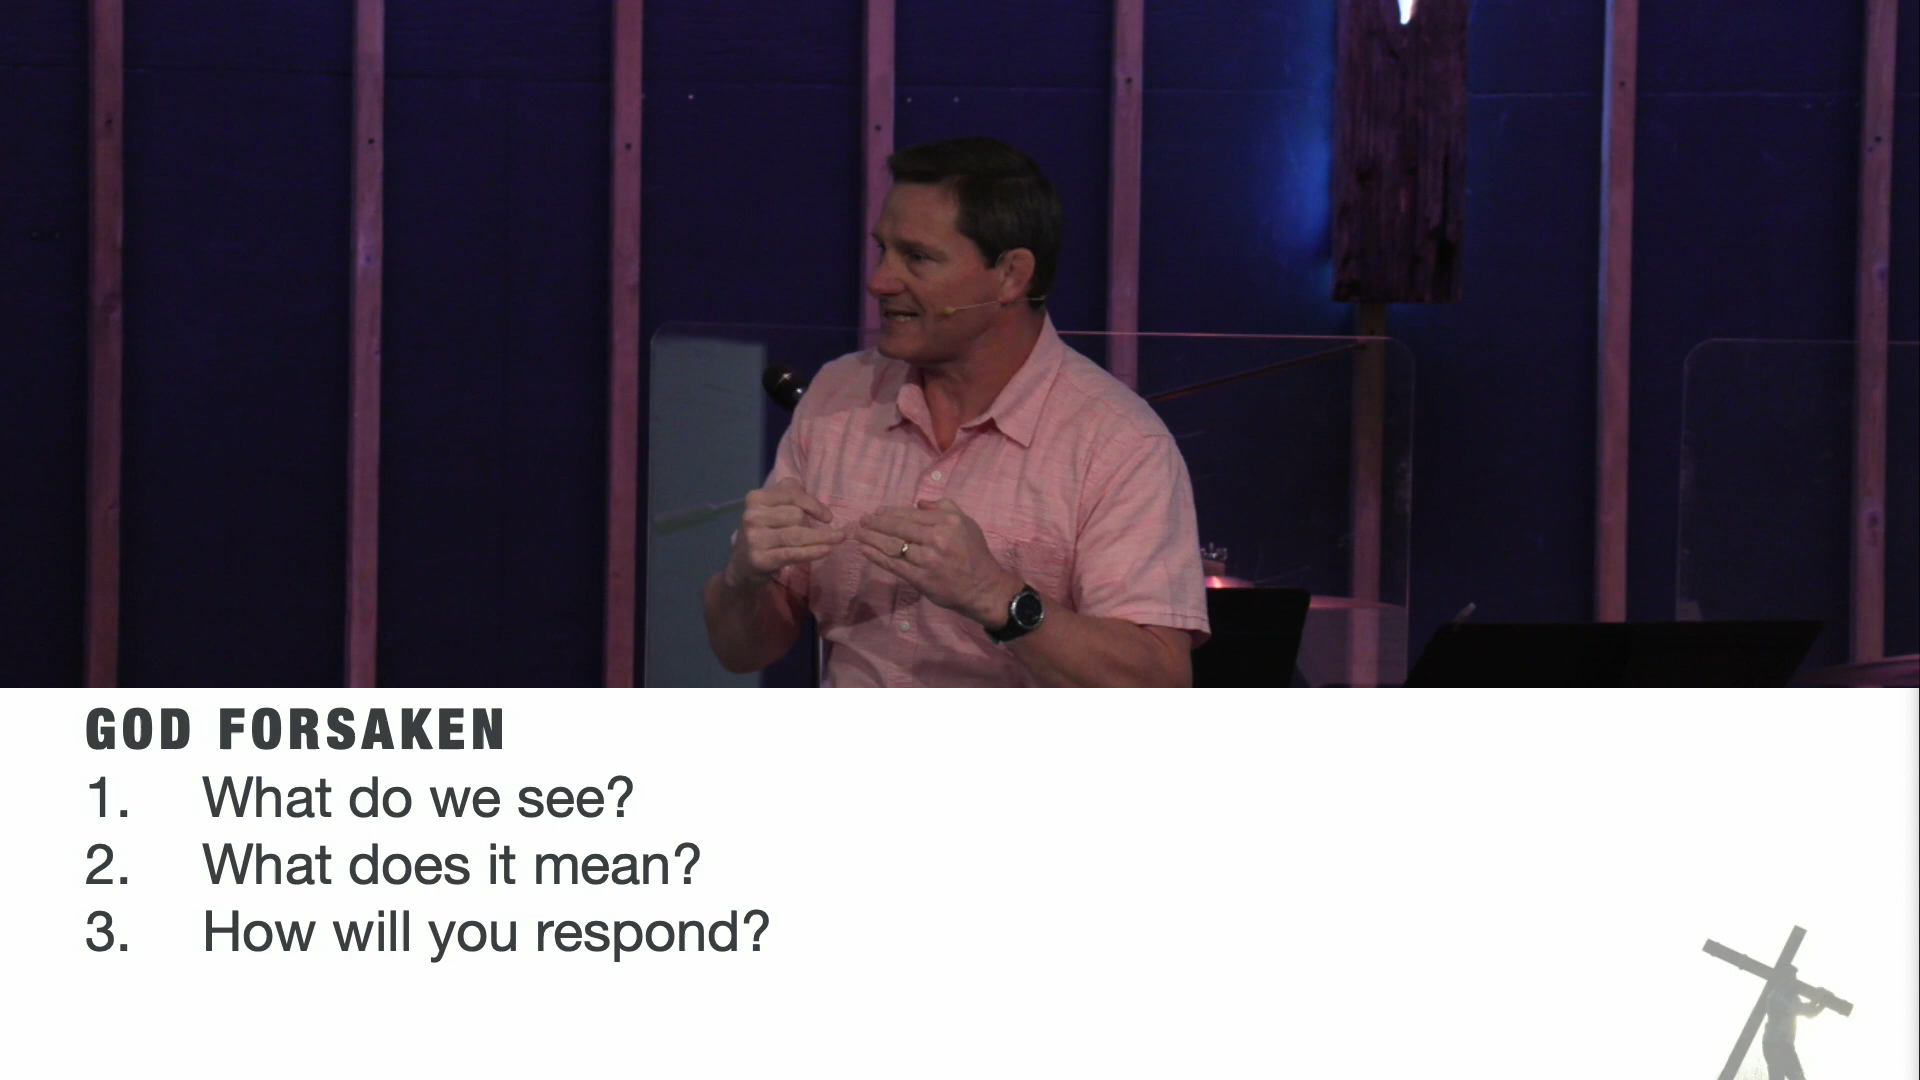 GOD FORSAKEN
1. What do we see?
2. What does it mean?
3. How will you respond?